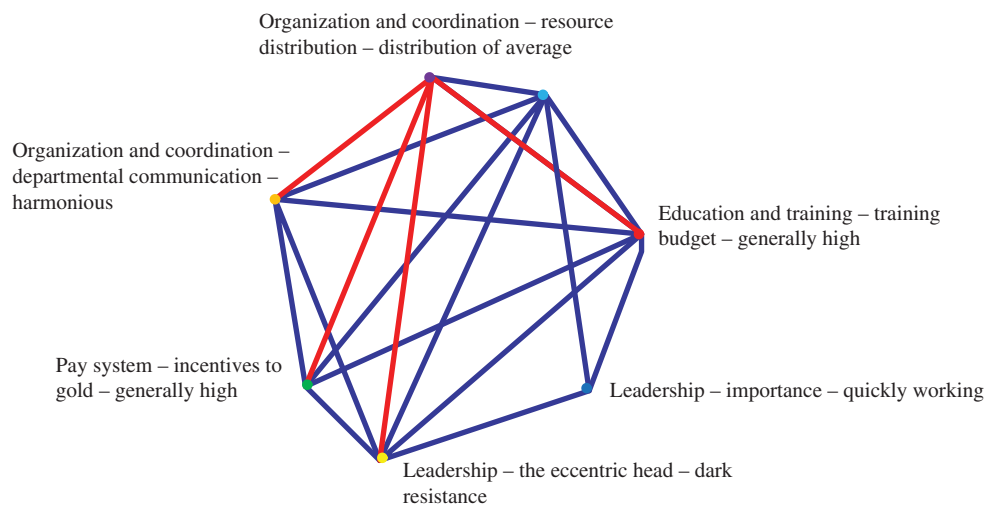 Organization and coordination – resource
distribution – distribution of average
Organization and coordination –
departmental communication –
harmonious
Education and training – training
budget – generally high
Pay system – incentives to
gold – generally high
Leadership – importance – quickly working
Leadership – the eccentric head – dark
resistance